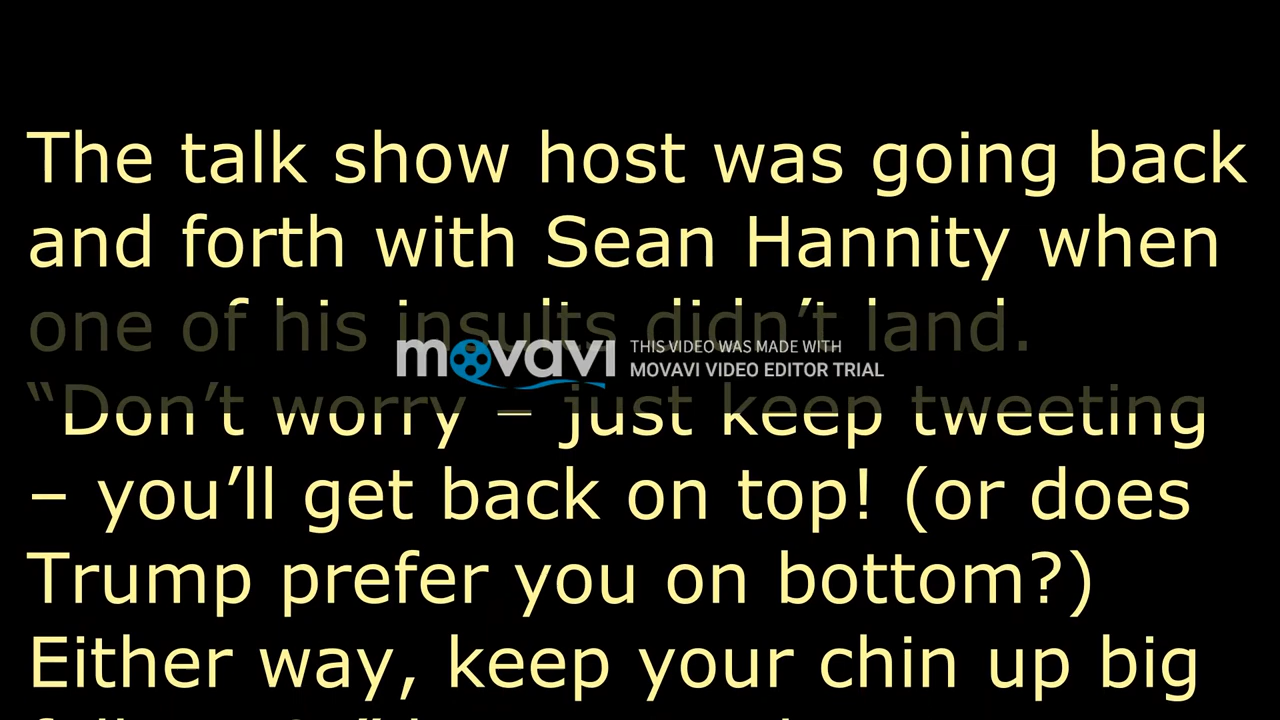 The talk show host was going back
and forth with Sean Hannity when
one of his insults didn’t land.
movavi THIS VIDEO WAS MADE WITH
MOVAVI VIDEO EDITOR TRIAL
“Don’t worry – just keep tweeting
– you’ll get back on top! (or does
Trump prefer you on bottom?)
Either way, keep your chin up big